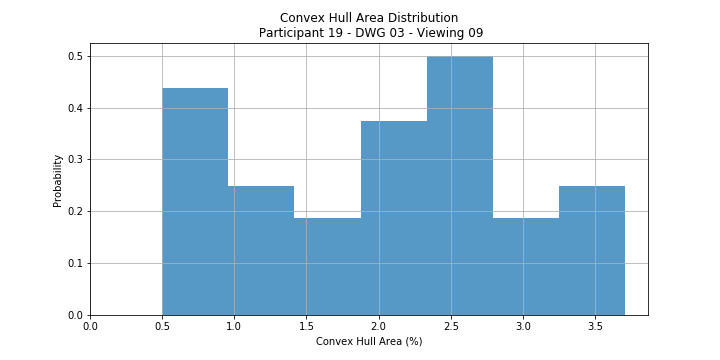 Convex Hull Area Distribution
Participant 19 - DWG 03 - Viewing 09
0.5
0.4
0.3
0.2
0.1
0.0
Probability
0.0 0.5 1.0 1.5 2.0 2.5 3.0 3.5
Convex Hull Area (%)